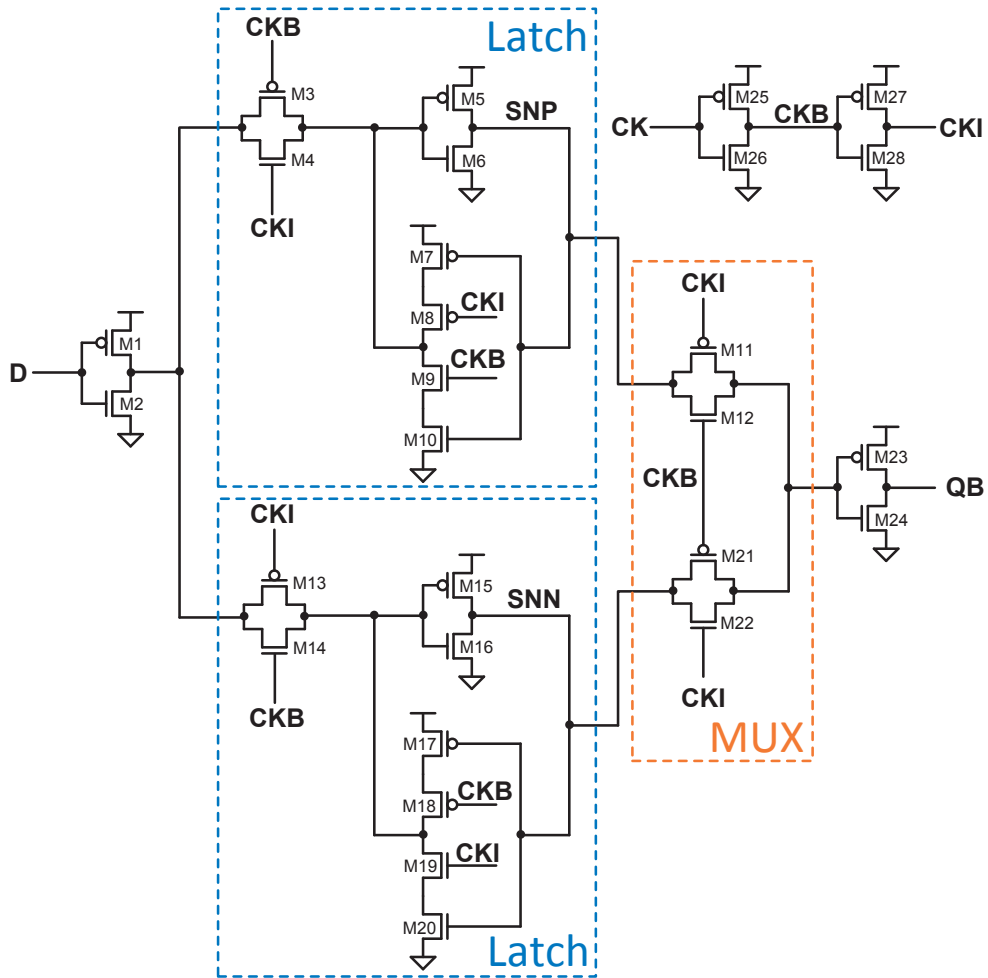 Latch
CKB
M3
M4
CKI
M5
SNP
M6
M7
M8
CKI
CKB
M9
M10
CK
M25
M26
CKB
M27
M28
CKI
D
M1
M2
CKI
M11
M12
CKB
M21
M22
CKI
MUX
M23
M24
QB
CKI
M13
M14
CKB
M15
SNN
M16
M17
M18
CKB
CKI
M19
M20
Latch